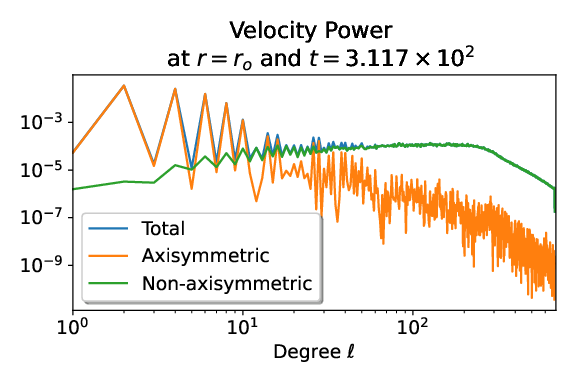 Velocity Power
at r = r_o and t = 3.117 × 10^2
10^−3
10^−5
10^−7
10^−9
Total
Axisymmetric
Non-axisymmetric
10^0
10^1
10^2
Degree ℓ